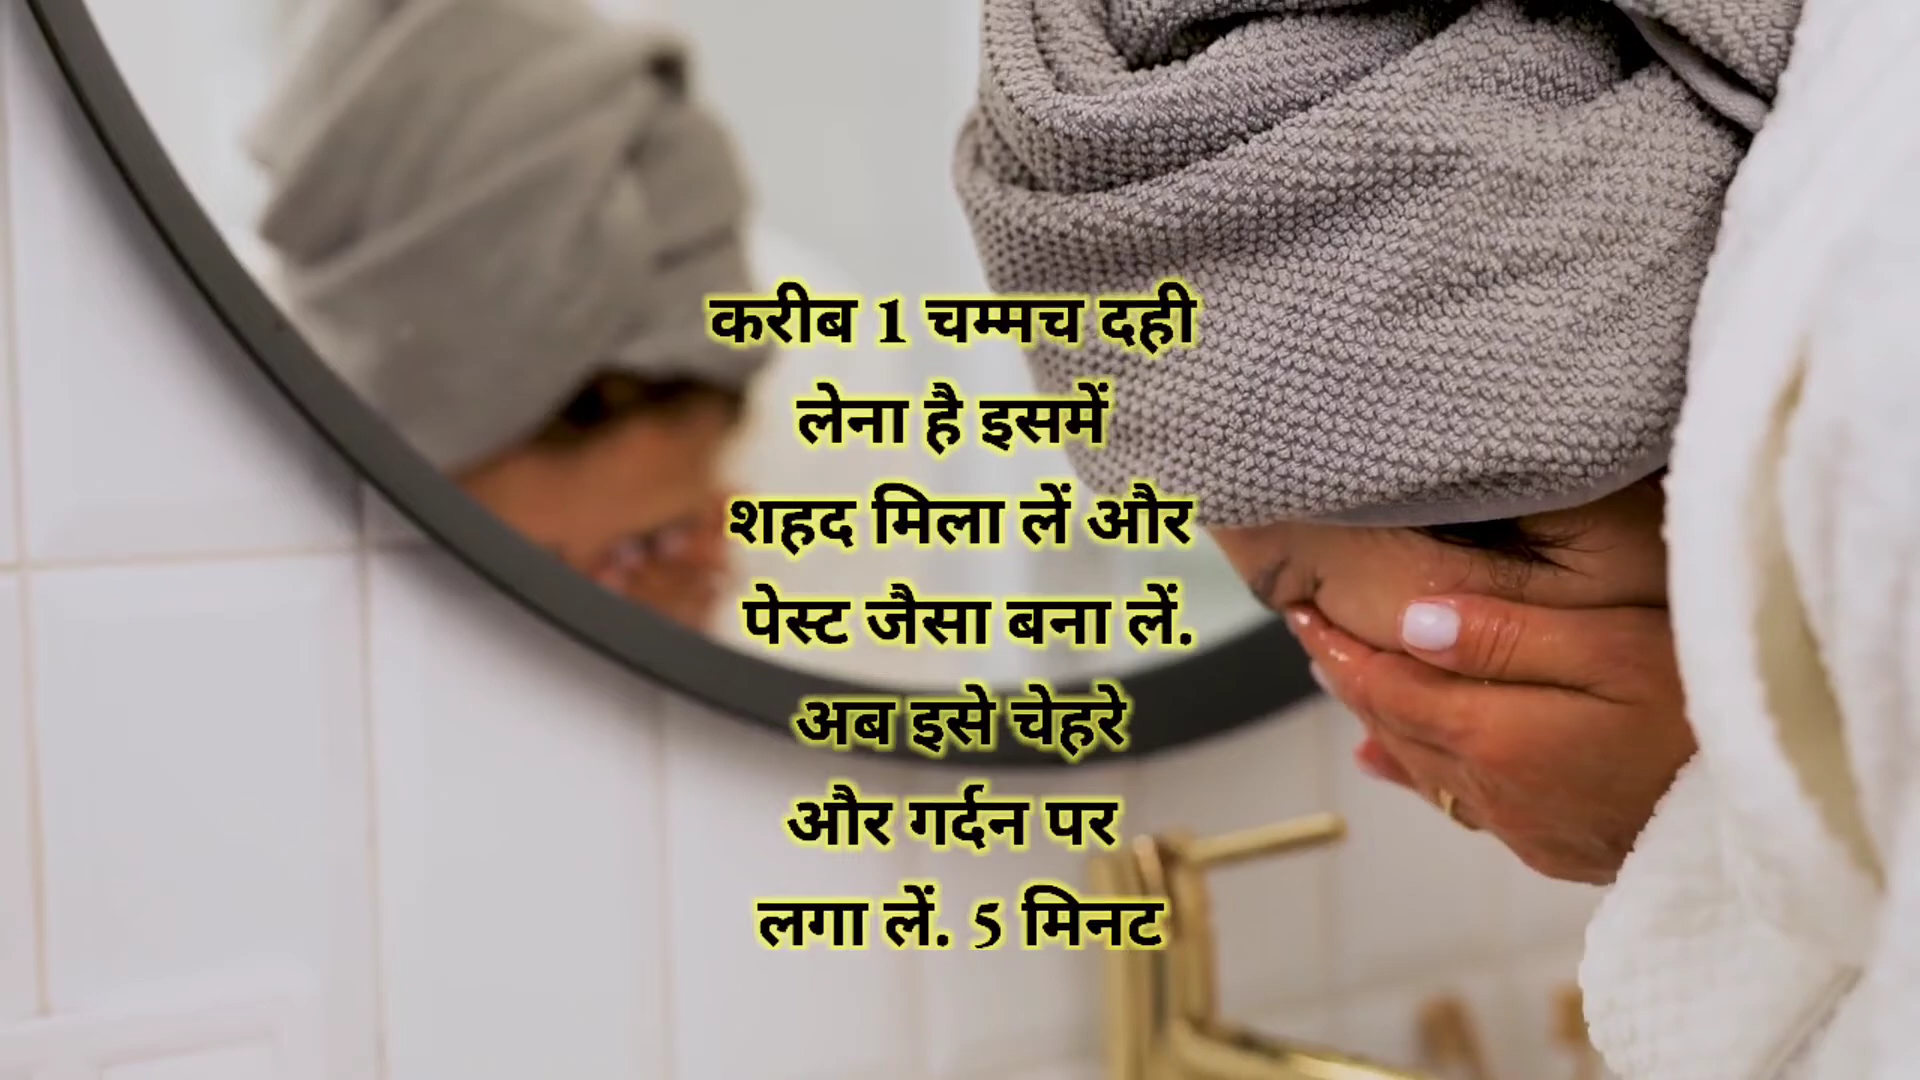 करीब 1 चम्मच दही
लेना है इसमें
शहद मिला लें और
पेस्ट जैसा बना लें.
अब इसे चेहरे
और गर्दन पर
लगा लें. 5 मिनट